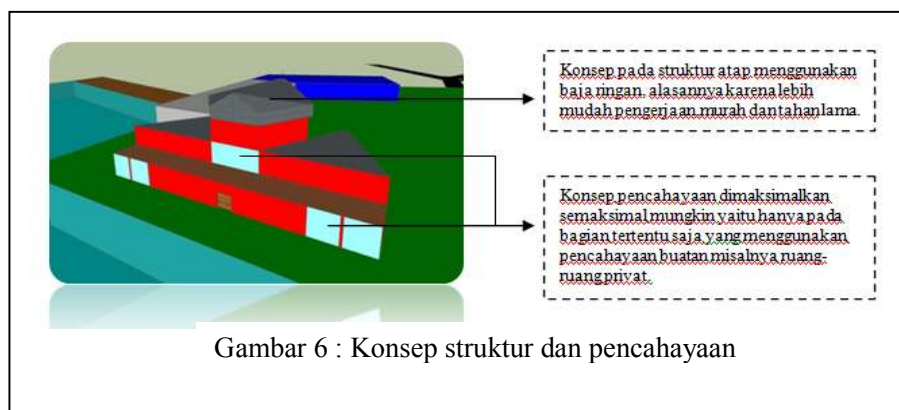 Konsep pada struktur atap menggunakan
baja ringan, alasannya karena lebih
mudah pengerjaan murah dan tahan lama.
Konsep pencahayaan dimaksimalkan
semaksimal mungkin yaitu hanya pada
bagian tertentu saja, yang menggunakan
pencahayaan buatan misalnya ruang-
ruang privat.
Gambar 6 : Konsep struktur dan pencahayaan